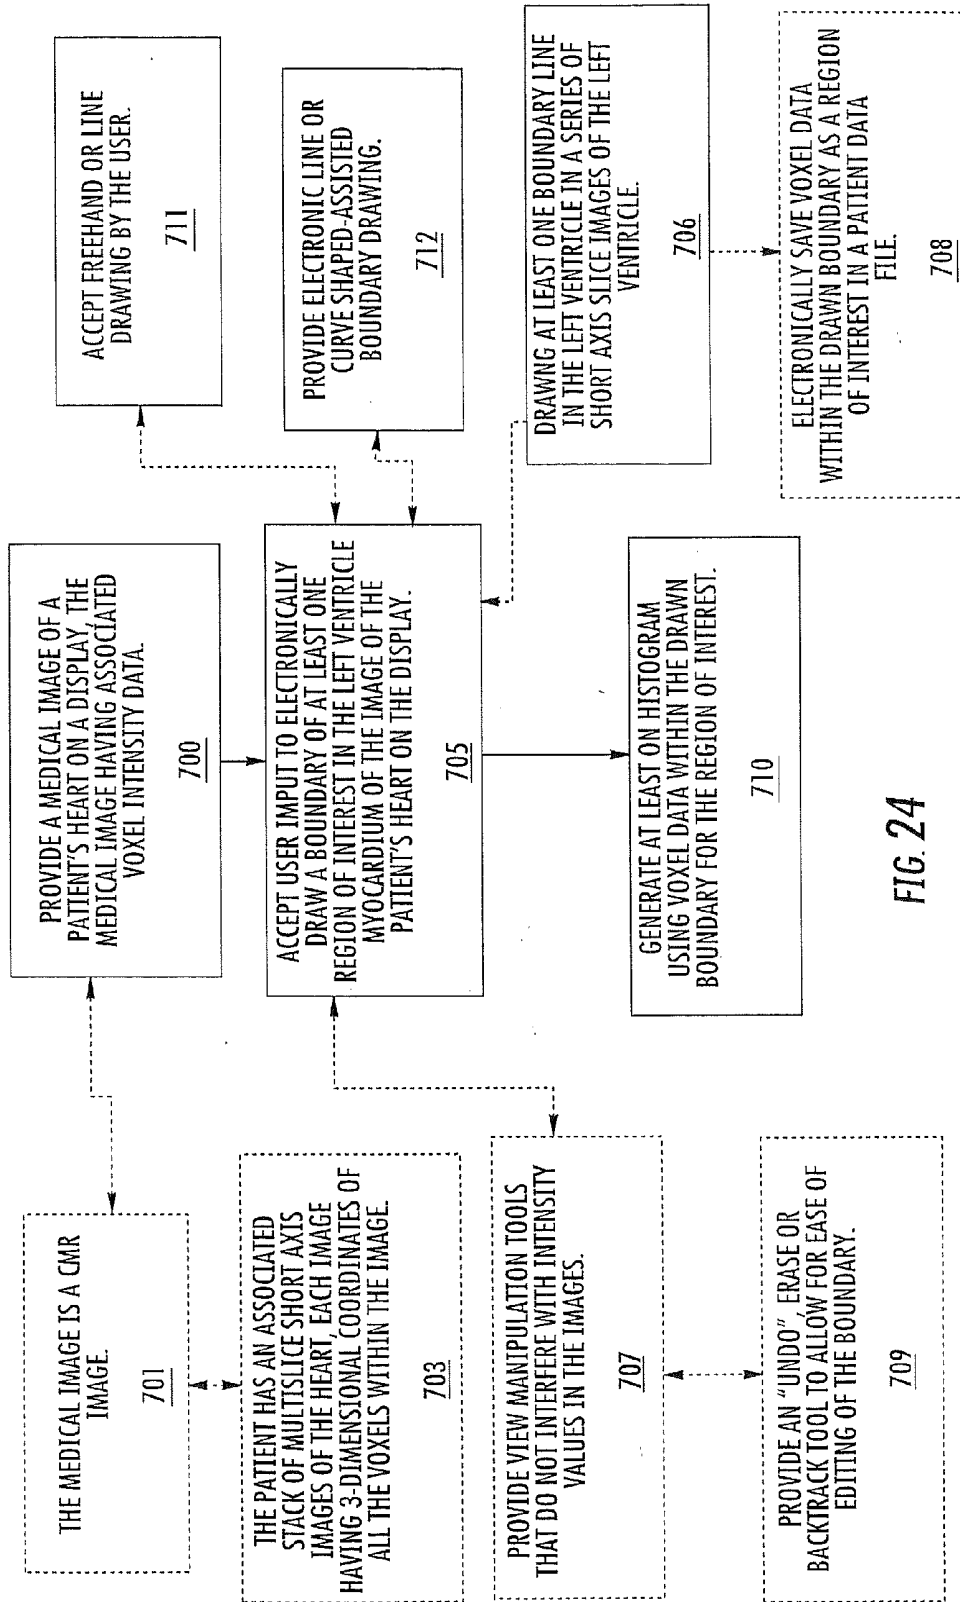 PROVIDE A MEDICAL IMAGE OF A
PATIENT'S HEART ON A DISPLAY, THE
MEDICAL IMAGE HAVING ASSOCIATED
VOXEL INTENSITY DATA.
700
THE MEDICAL IMAGE IS A CMR
IMAGE.
701
THE PATIENT HAS AN ASSOCIATED
STACK OF MULTISLICE SHORT AXIS
IMAGES OF THE HEART, EACH IMAGE
HAVING 3-DIMENSIONAL COORDINATES OF
ALL THE VOXELS WITHIN THE IMAGE.
703
ACCEPT USER IMPUT TO ELECTRONICALLY
DRAW A BOUNDARY OF AT LEAST ONE
REGION OF INTEREST IN THE LEFT VENTRICLE
MYOCARDIUM OF THE IMAGE OF THE
PATIENT'S HEART ON THE DISPLAY.
705
ACCEPT FREEHAND OR LINE
DRAWING BY THE USER.
711
PROVIDE ELECTRONIC LINE OR
CURVE SHAPED-ASSISTED
BOUNDARY DRAWING.
712
DRAWNG AT LEAST ONE BOUNDARY LINE
IN THE LEFT VENTRICLE IN A SERIES OF
SHORT AXIS SLICE IMAGES OF THE LEFT
VENTRICLE.
706
ELECTRONICALLY SAVE VOXEL DATA
WITHIN THE DRAWN BOUNDARY AS A REGION
OF INTEREST IN A PATIENT DATA
FILE.
708
PROVIDE VIEW MANIPULATION TOOLS
THAT DO NOT INTERFERE WITH INTENSITY
VALUES IN THE IMAGES.
707
PROVIDE AN "UNDO", ERASE OR
BACKTRACK TOOL TO ALLOW FOR EASE OF
EDITING OF THE BOUNDARY.
709
GENERATE AT LEAST ON HISTOGRAM
USING VOXEL DATA WITHIN THE DRAWN
BOUNDARY FOR THE REGION OF INTEREST.
710
FIG. 24